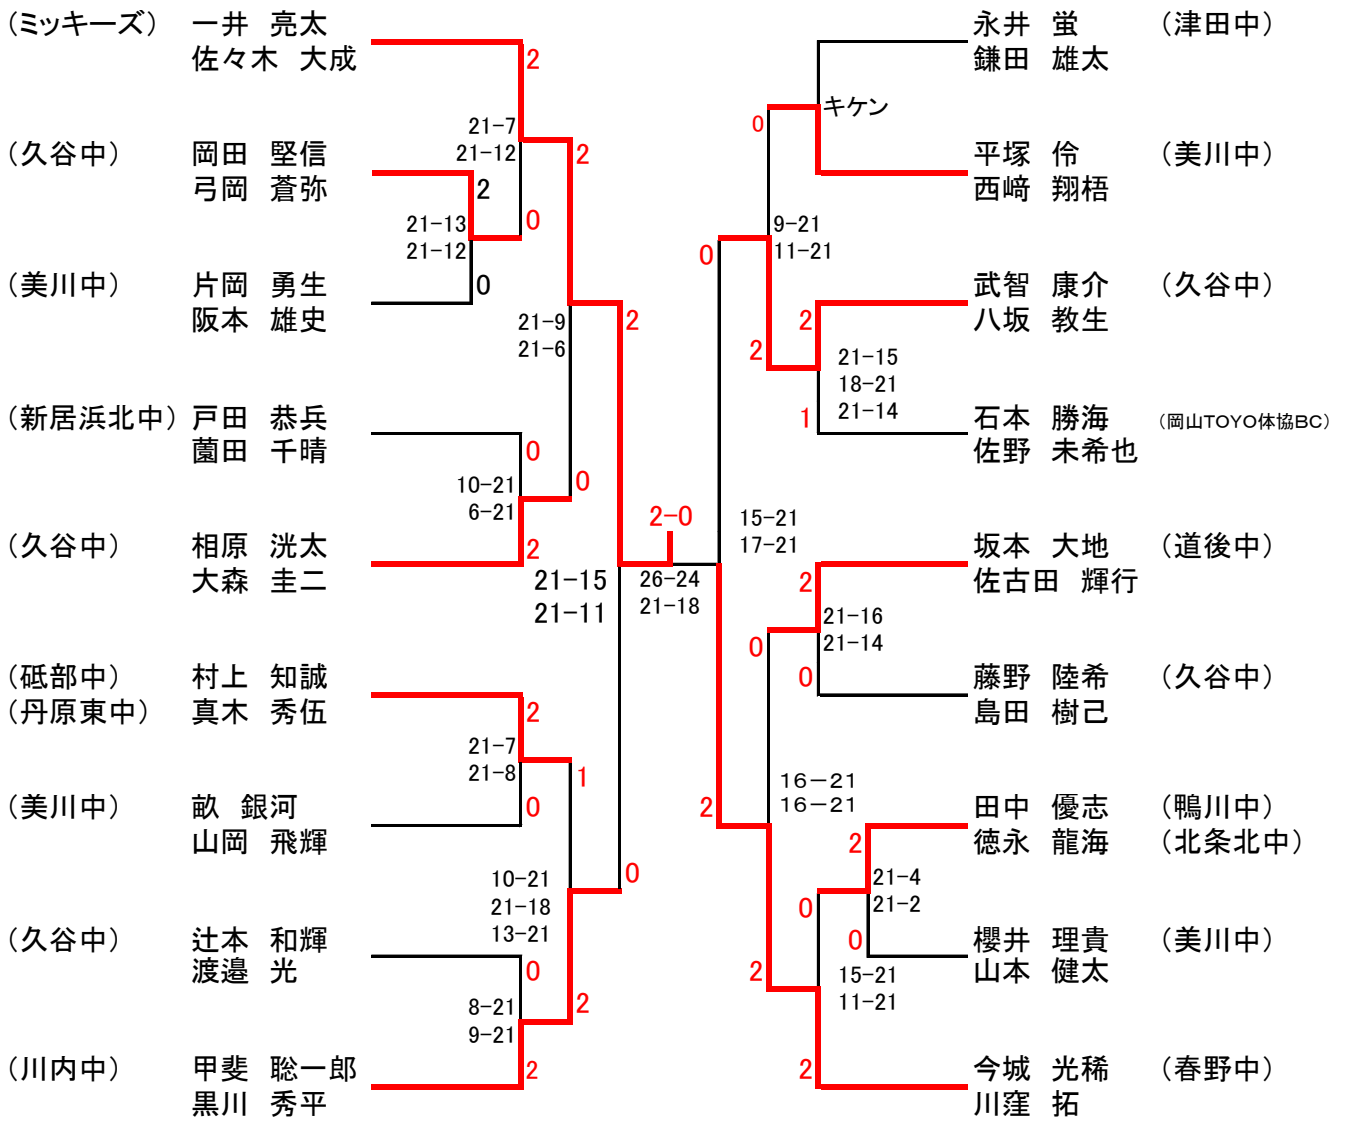 (ミッキーズ) 一井 亮太
佐々木 大成
2
21-7
21-12
(久谷中) 岡田 堅信
弓岡 蒼弥
2
2
21-13
21-12
0
(美川中) 片岡 勇生
阪本 雄史
0
21-9
21-6
2
(新居浜北中) 戸田 恭兵
薗田 千晴
0
10-21
6-21
0
(久谷中) 相原 洸太
大森 圭二
2
21-15
21-11
2-0
26-24
21-18
(砥部中) 村上 知誠
(丹原東中) 真木 秀伍
2
21-7
21-8
1
(美川中) 畝 銀河
山岡 飛輝
0
10-21
21-18
13-21
0
(久谷中) 辻本 和輝
渡邉 光
0
8-21
9-21
2
(川内中) 甲斐 聡一郎
黒川 秀平
2
永井 蛍 (津田中)
鎌田 雄太
キケン
0
平塚 伶 (美川中)
西﨑 翔梧
9-21
11-21
0
武智 康介 (久谷中)
八坂 教生
2
2
21-15
18-21
21-14
1
石本 勝海 (岡山TOYO体協BC)
佐野 未希也
15-21
17-21
坂本 大地 (道後中)
佐古田 輝行
2
21-16
21-14
0
0
藤野 陸希 (久谷中)
島田 樹己
16-21
16-21
2
田中 優志 (鴨川中)
徳永 龍海 (北条北中)
2
21-4
21-2
0
0
櫻井 理貴 (美川中)
山本 健太
2
15-21
11-21
今城 光稀 (春野中)
川窪 拓
2